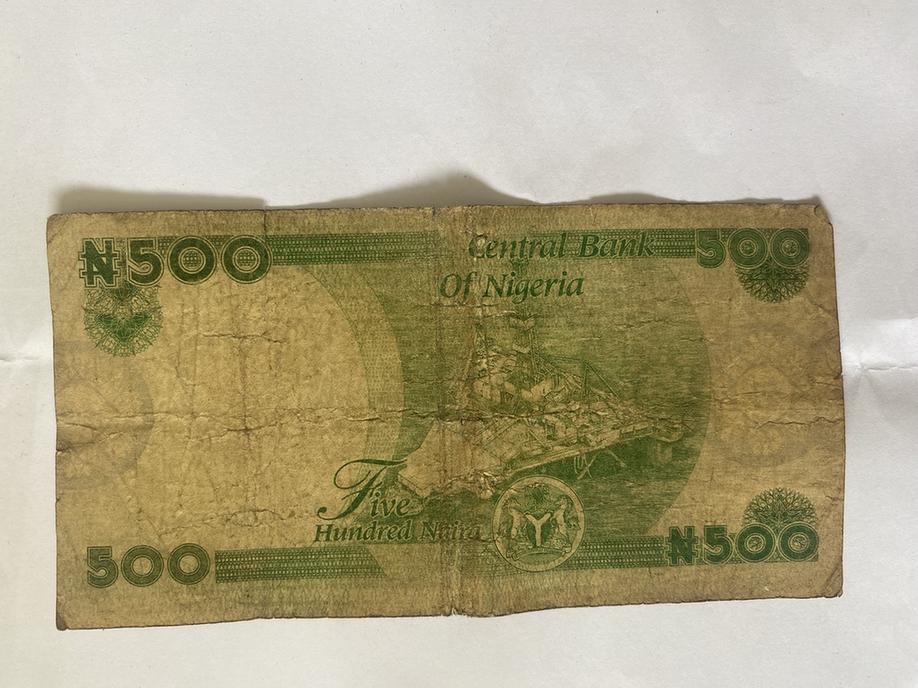 ₦500
Central Bank
Of Nigeria
500
Five
Hundred Naira
500
₦500